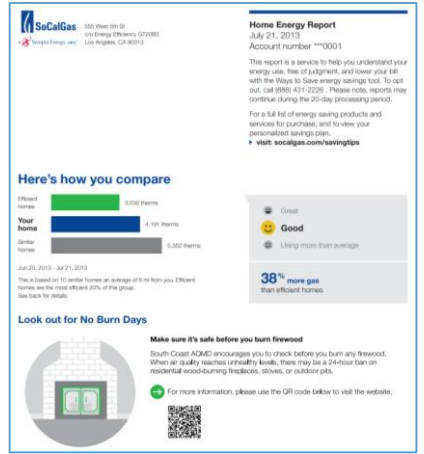 SoCalGas
A Sempra Energy utility
555 West 5th St
c/o Energy Efficiency GT20B3
Los Angeles, CA 90013
Home Energy Report
July 21, 2013
Account number ***0001
This report is a service to help you understand your
energy use, free of judgment, and lower your bill
with the Ways to Save energy savings tool. To opt
out, call (888) 431-2226 . Please note, reports may
continue during the 20-day processing period.
For a full list of energy saving products and
services for purchase, and to view your
personalized savings plan,
visit: socalgas.com/savingtips
Here's how you compare
Efficient
homes
3,030 therms
Your
home
4,191 therms
Similar
homes
5,352 therms
Great
Good
Using more than average
Jun 20, 2013 - Jul 21, 2013
This is based on 10 similar homes an average of 6 mi from you. Efficient
homes are the most efficient 20% of this group.
See back for details.
38% more gas
than efficient homes
Look out for No Burn Days
Make sure it's safe before you burn firewood
South Coast AQMD encourages you to check before you burn any firewood.
When air quality reaches unhealthy levels, there may be a 24-hour ban on
residential wood-burning fireplaces, stoves, or outdoor pits.
For more information, please use the QR code below to visit the website.